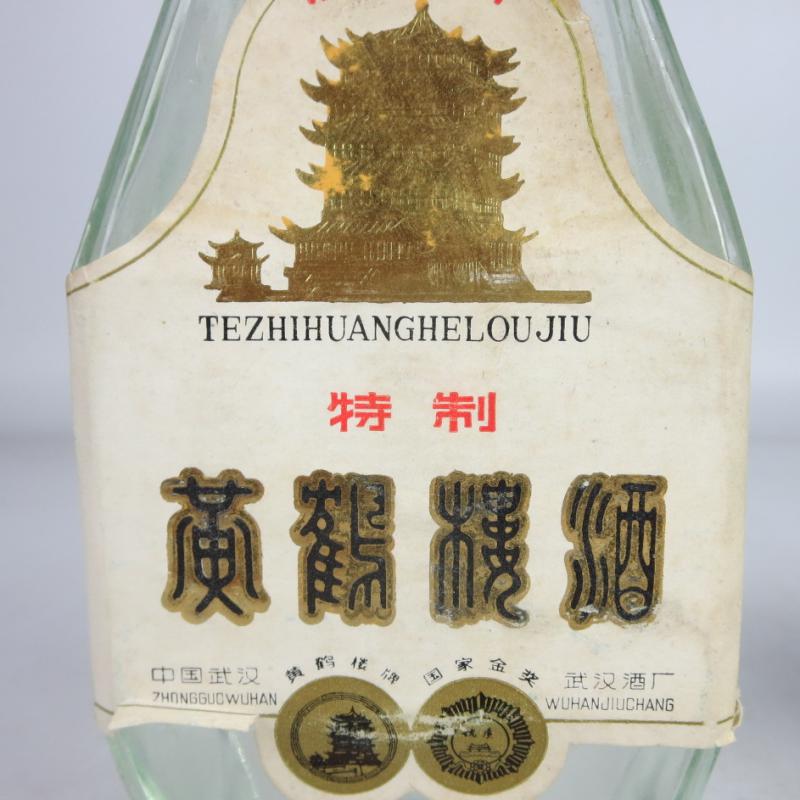 TEZHIHUANGHELOUJIU
特制
黄鹤樓酒
中国武汉 黄鹤楼牌 国家金奖 武汉酒厂
ZHONGGUOWUHAN WUHANJIUCHANG